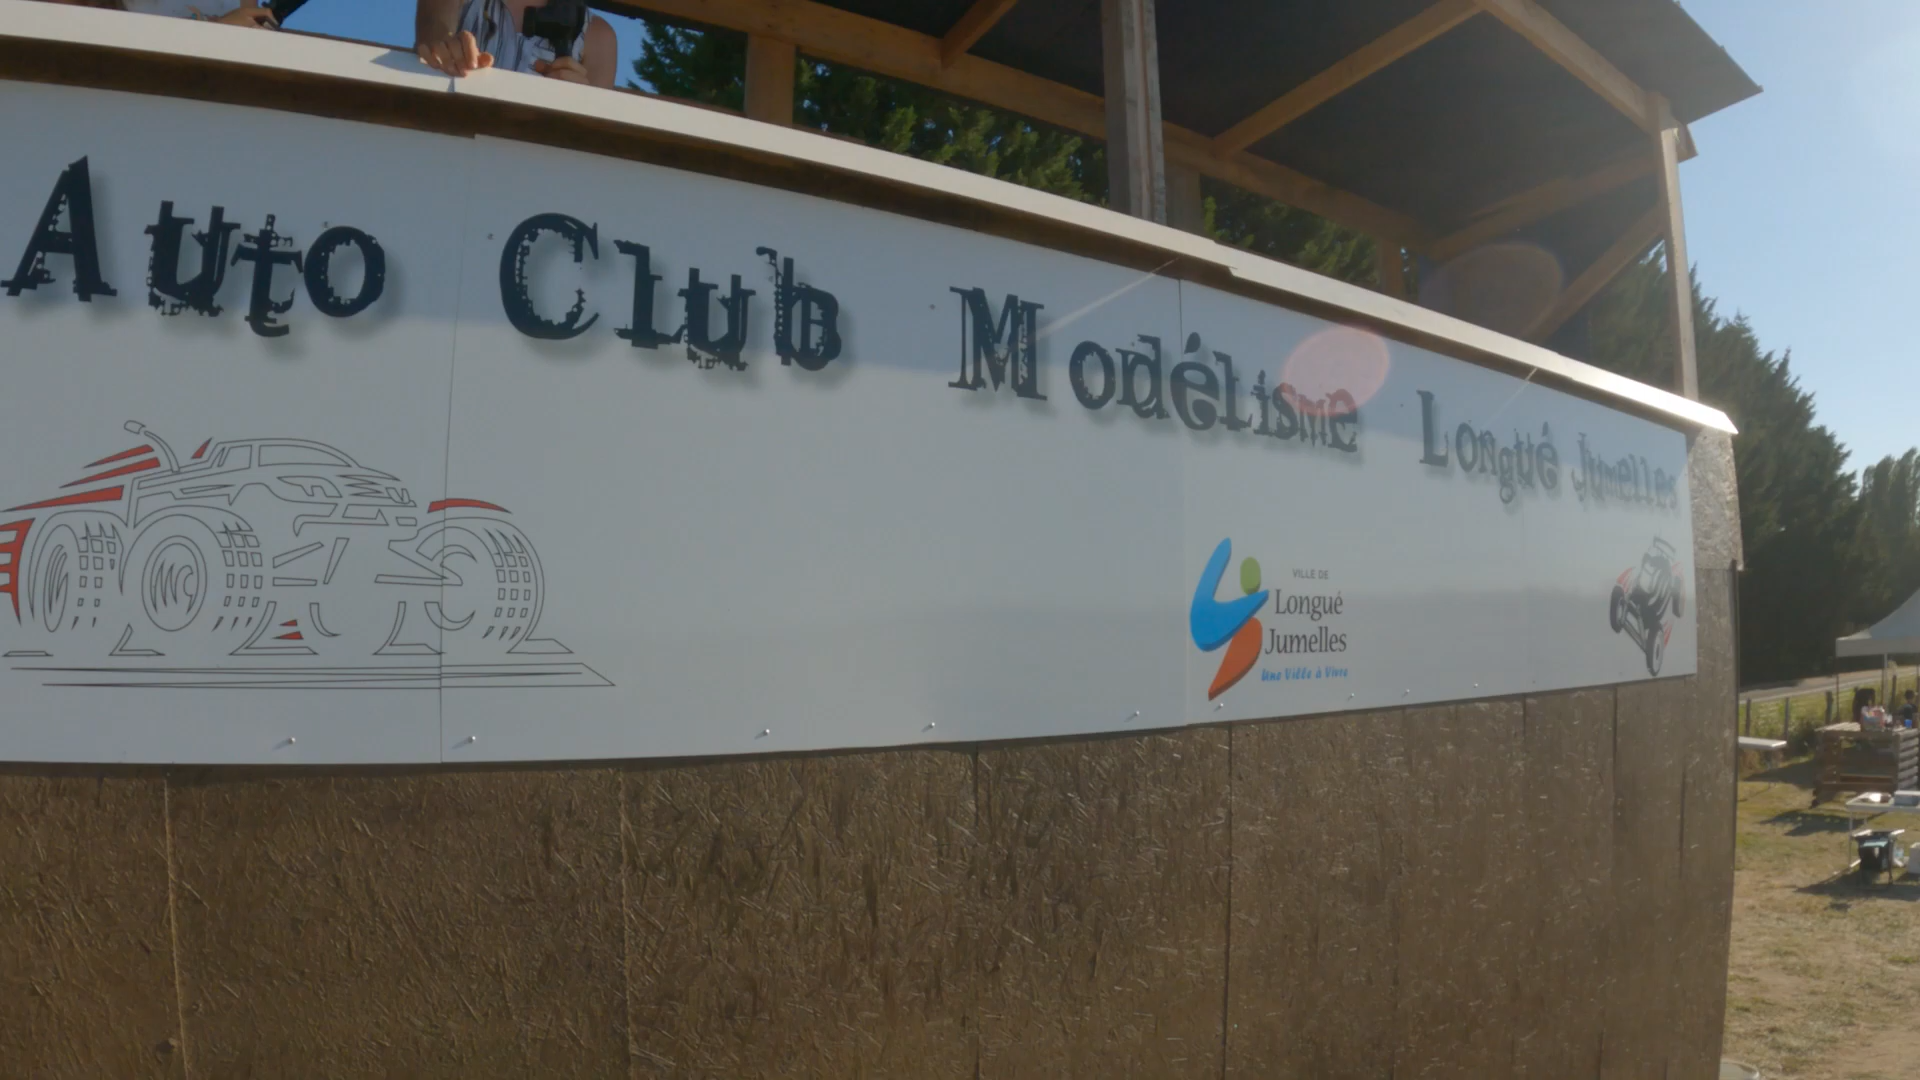 Auto Club Modélisme Longué Jumelles
VILLE DE
Longué
Jumelles
Une Ville à Vivre